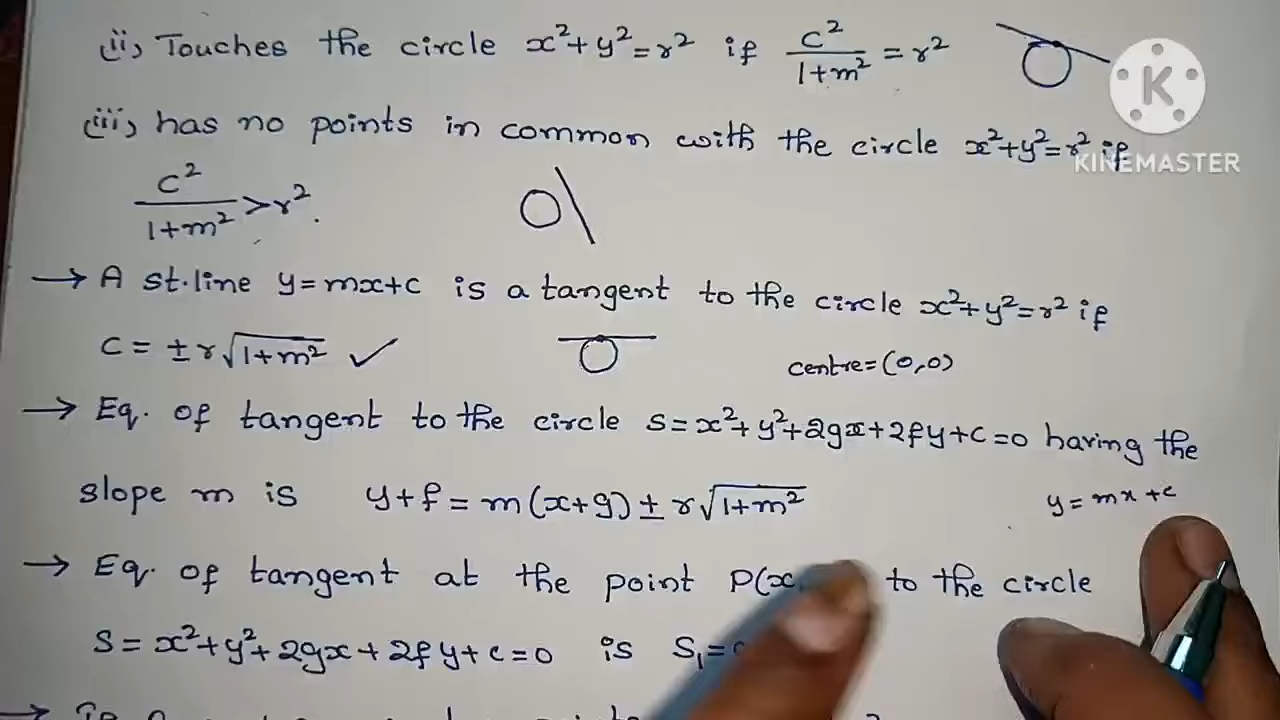 (ii) Touches the circle x²+y²=r² if c²/1+m² = r²
K
KINEMASTER
(iii) has no points in common with the circle x²+y²=r² if
c²/1+m² > r².
→ A st.line y=mx+c is a tangent to the circle x²+y²=r² if
c = ±r√1+m² ✓
centre=(0,0)
→ Eq. of tangent to the circle S=x²+y²+2gx+2fy+c=0 having the
slope m is y+f=m(x+g)±r√1+m²
y=mx+c
→ Eq. of tangent at the point P(x to the circle
S=x²+y²+2gx+2fy+c=0 is S₁=
→